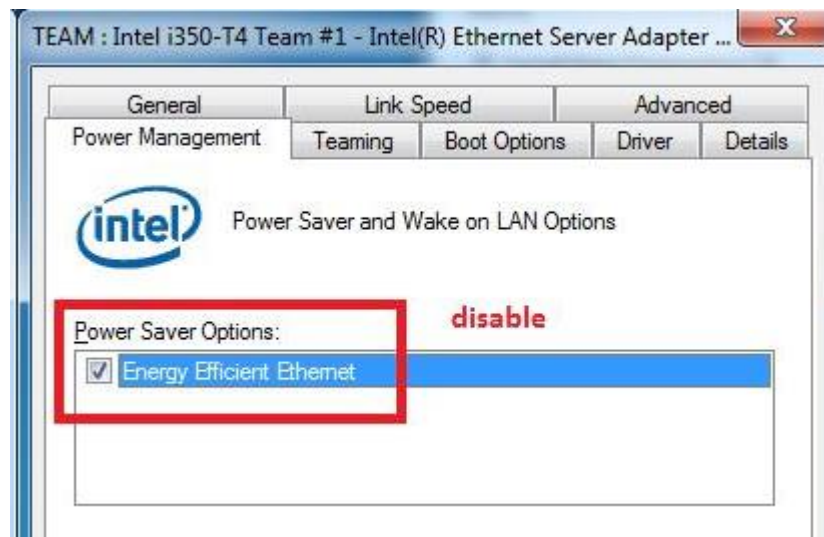 TEAM : Intel i350-T4 Team #1 - Intel(R) Ethernet Server Adapter ...
General Link Speed Advanced
Power Management Teaming Boot Options Driver Details
intel
Power Saver and Wake on LAN Options
disable
Power Saver Options:
Energy Efficient Ethernet